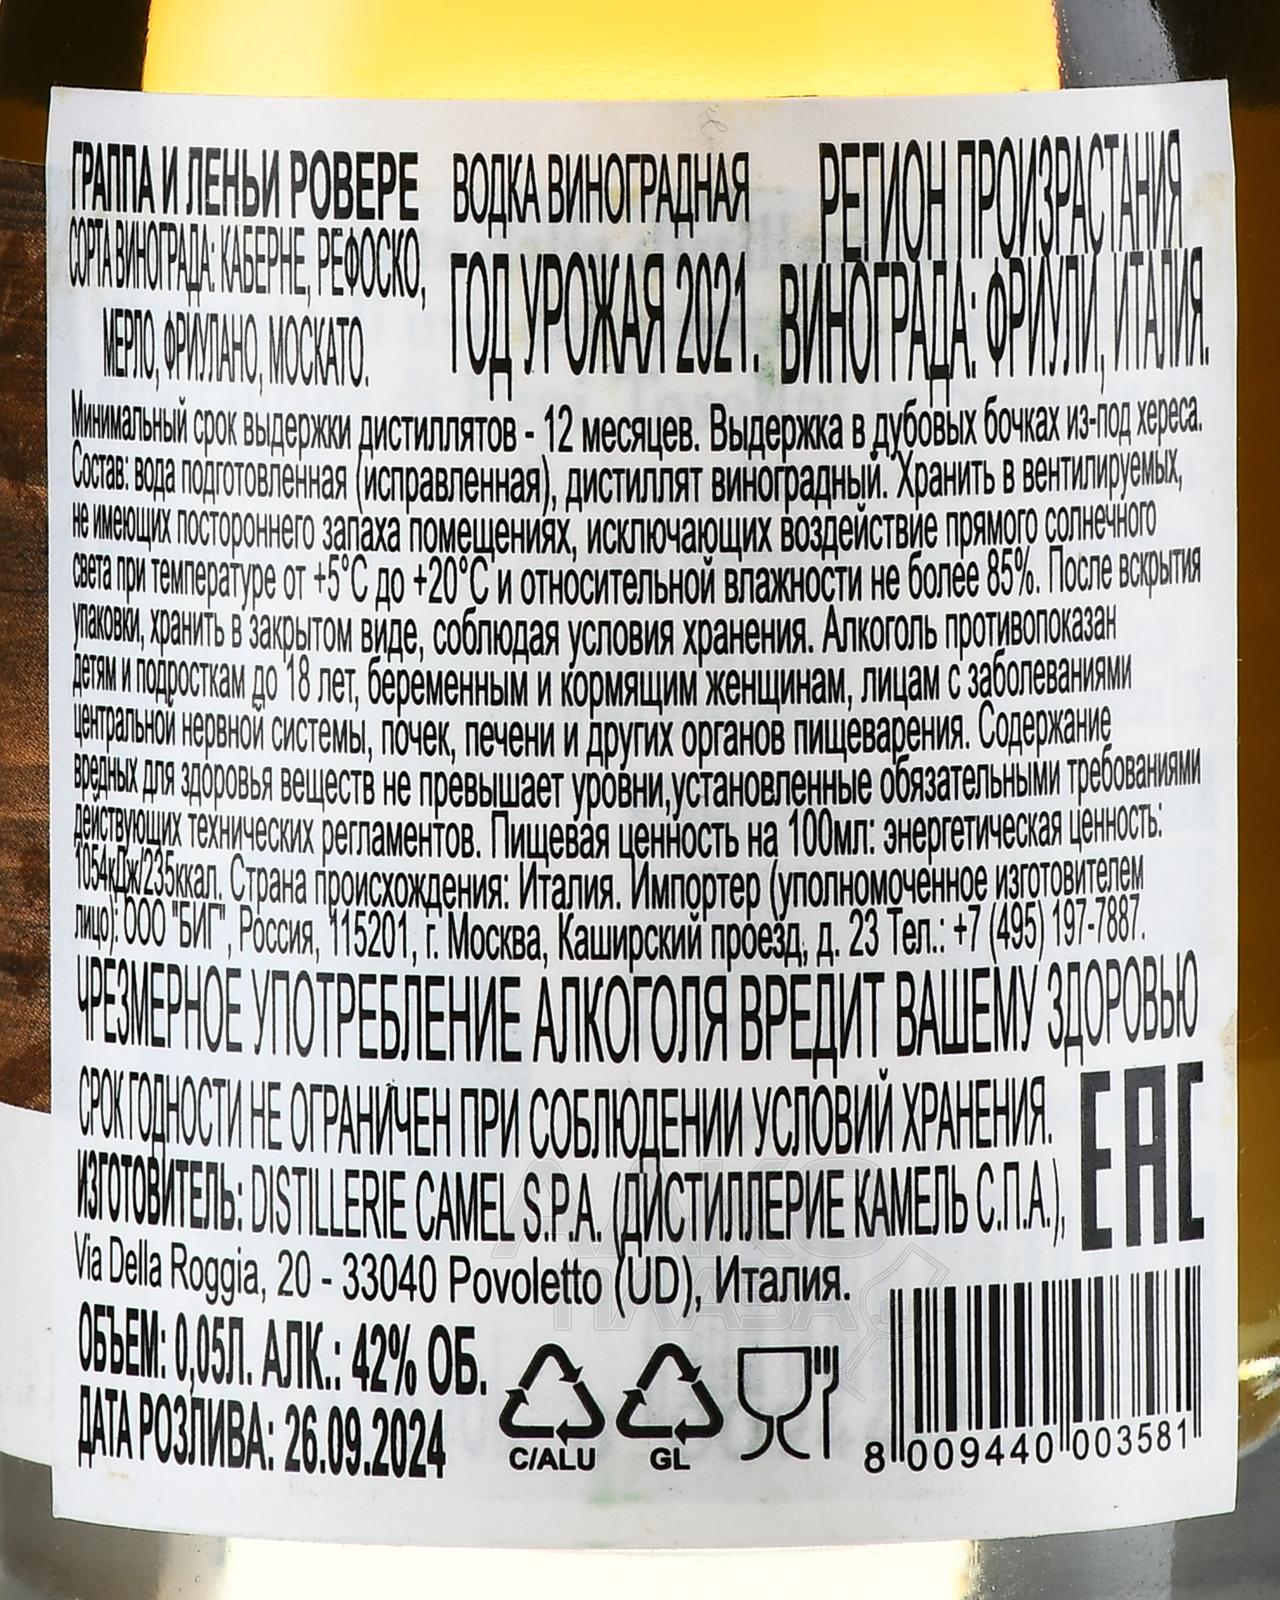 ГРАППА И ЛЕНЬИ РОВЕРЕ
СОРТА ВИНОГРАДА: КАБЕРНЕ, РЕФОСКО,
МЕРЛО, ФРИУЛАНО, МОСКАТО.
ВОДКА ВИНОГРАДНАЯ
ГОД УРОЖАЯ 2021.
РЕГИОН ПРОИЗРАСТАНИЯ
ВИНОГРАДА: ФРИУЛИ, ИТАЛИЯ.
Минимальный срок выдержки дистиллятов - 12 месяцев. Выдержка в дубовых бочках из-под хереса.
Состав: вода подготовленная (исправленная), дистиллят виноградный. Хранить в вентилируемых,
не имеющих постороннего запаха помещениях, исключающих воздействие прямого солнечного
света при температуре от +5°С до +20°С и относительной влажности не более 85%. После вскрытия
упаковки, хранить в закрытом виде, соблюдая условия хранения. Алкоголь противопоказан
детям и подросткам до 18 лет, беременным и кормящим женщинам, лицам с заболеваниями
центральной нервной системы, почек, печени и других органов пищеварения. Содержание
вредных для здоровья веществ не превышает уровни,установленные обязательными требованиями
действующих технических регламентов. Пищевая ценность на 100мл: энергетическая ценность:
1054кДж/235ккал. Страна происхождения: Италия. Импортер (уполномоченное изготовителем
лицо): ООО "БИГ", Россия, 115201, г. Москва, Каширский проезд, д. 23 Тел.: +7 (495) 197-7887.
ЧРЕЗМЕРНОЕ УПОТРЕБЛЕНИЕ АЛКОГОЛЯ ВРЕДИТ ВАШЕМУ ЗДОРОВЬЮ
СРОК ГОДНОСТИ НЕ ОГРАНИЧЕН ПРИ СОБЛЮДЕНИИ УСЛОВИЙ ХРАНЕНИЯ.
EAC
ИЗГОТОВИТЕЛЬ: DISTILLERIE CAMEL S.P.A. (ДИСТИЛЛЕРИЕ КАМЕЛЬ С.П.А.),
Via Della Roggia, 20 - 33040 Povoletto (UD), Италия.
ОБЪЕМ: 0,05Л. АЛК.: 42% ОБ.
ДАТА РОЗЛИВА: 26.09.2024
C/ALU
GL
8 009440 003581
АЛКО
ПЛАЗА